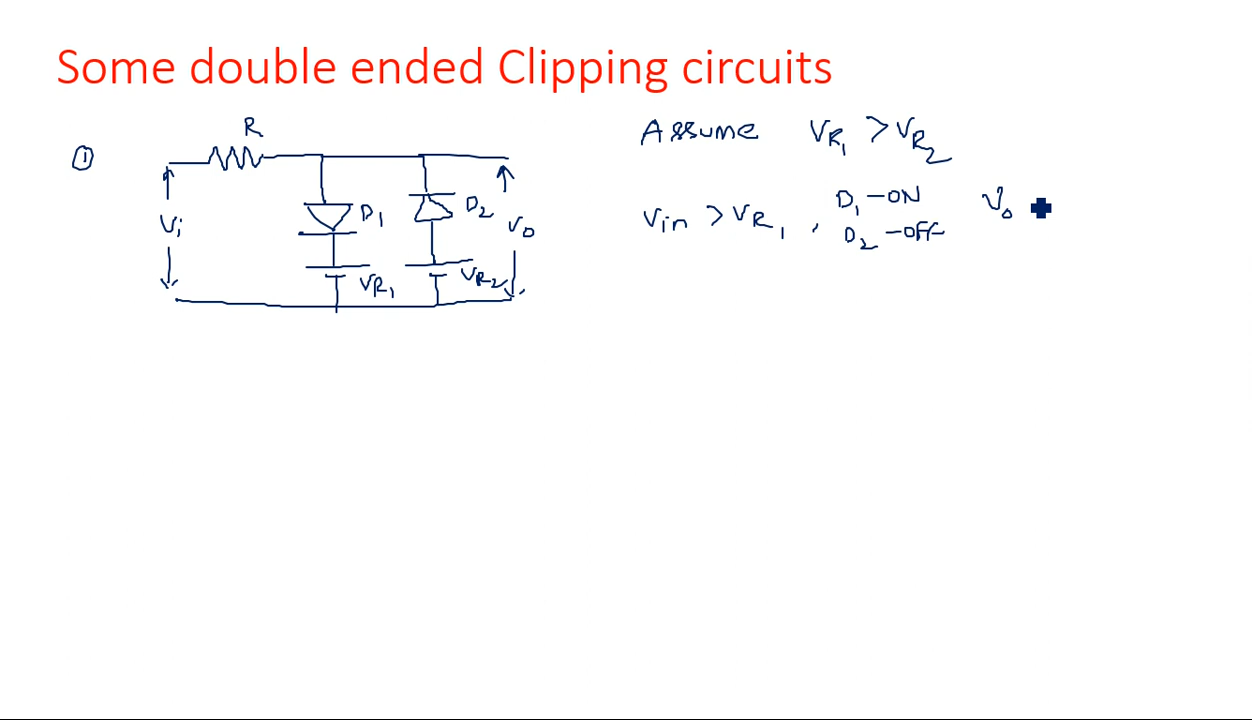 Some double ended Clipping circuits
① R
Vi D1 D2 Vo
VR1 VR2
Assume VR1 > VR2
Vin > VR1 , D1 - ON Vo
D2 - OFF